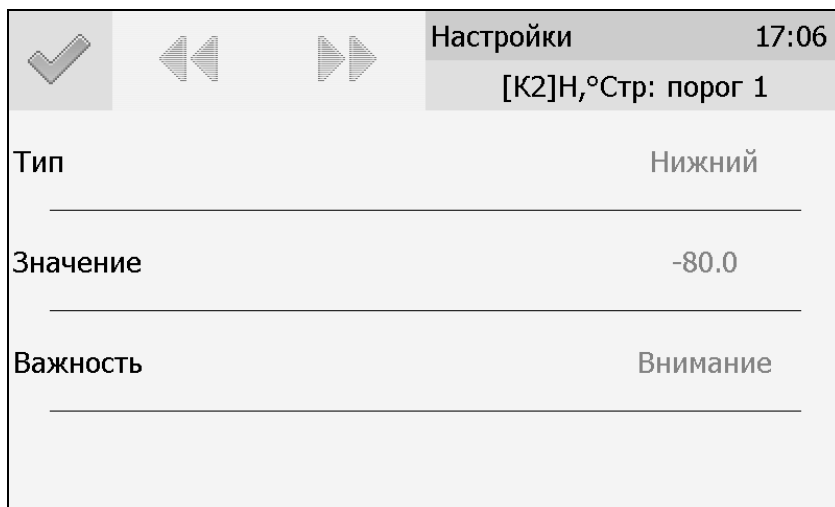 Настройки 17:06
[К2]Н,°Стр: порог 1
Тип Нижний
Значение -80.0
Важность Внимание